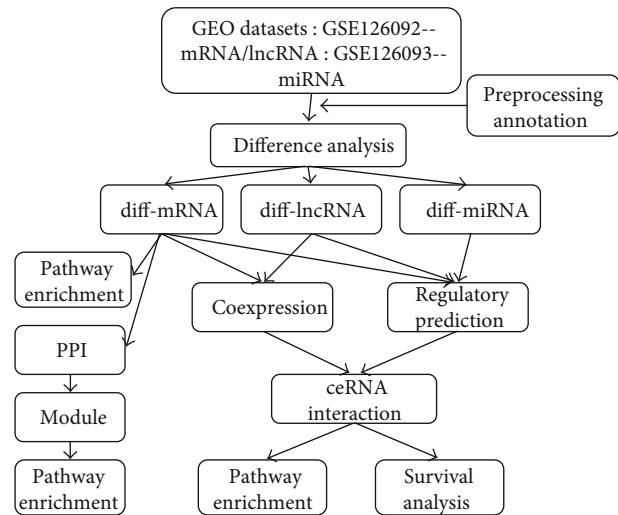 GEO datasets : GSE126092--
mRNA/lncRNA : GSE126093--
miRNA
Preprocessing
annotation
Difference analysis
diff-mRNA
diff-lncRNA
diff-miRNA
Pathway
enrichment
Coexpression
Regulatory
prediction
PPI
ceRNA
interaction
Module
Pathway
enrichment
Pathway
enrichment
Survival
analysis